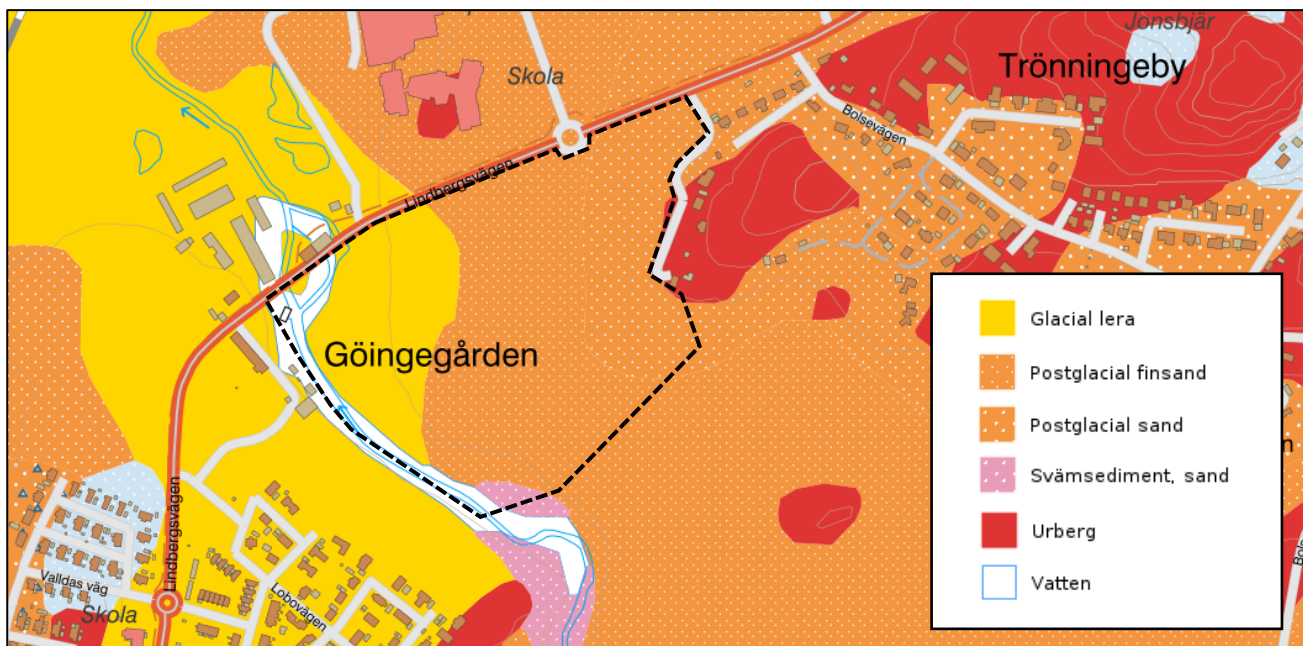 Jonsbjär
Trönningeby
Skola
Bolsevägen
Lindbergsvägen
Göingegården
Glacial lera
Postglacial finsand
Postglacial sand
Svämsediment, sand
Urberg
Vatten
n
Lindbergsvägen
Valldas väg
Lobovägen
Skola